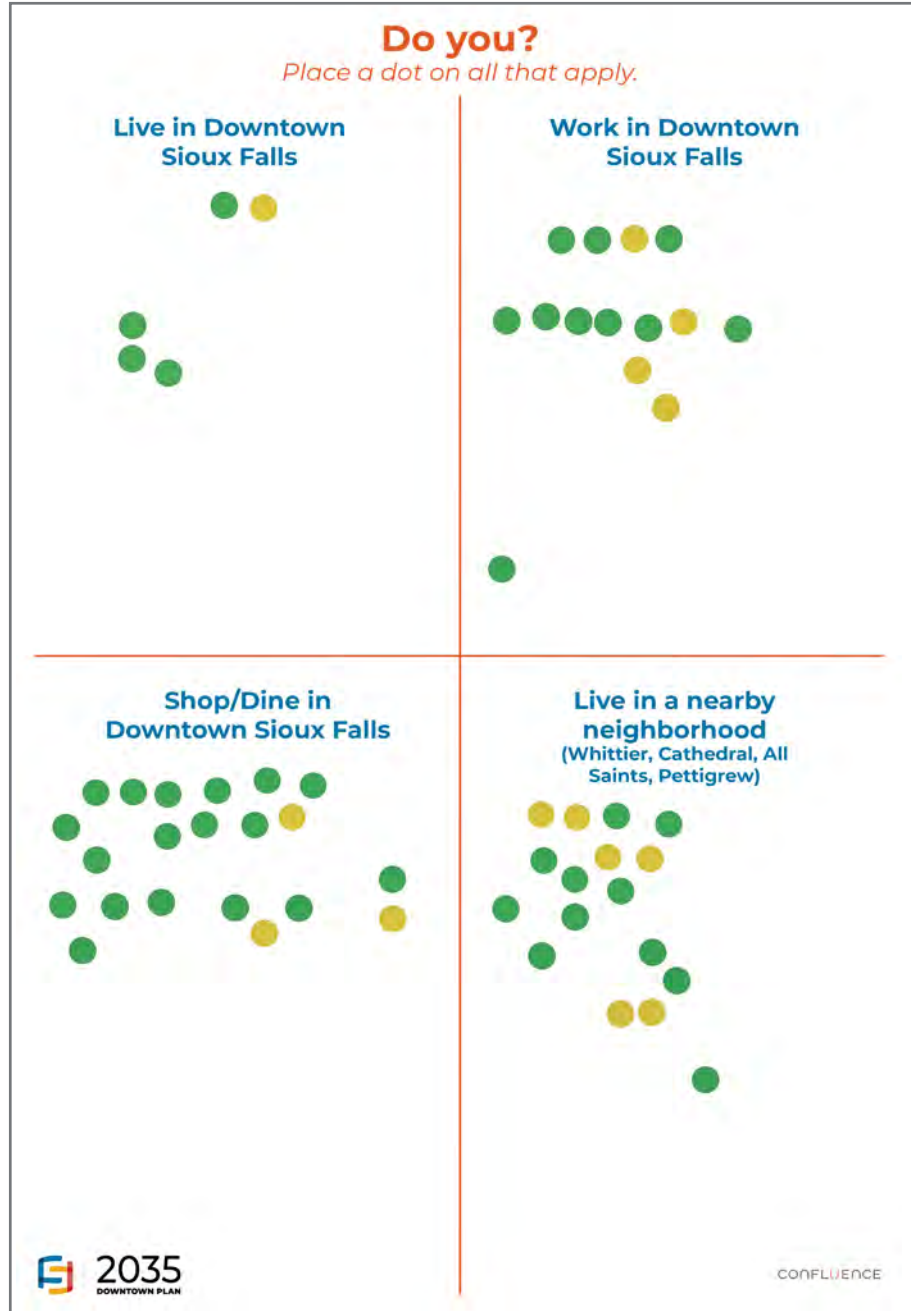 Do you?
Place a dot on all that apply.
Live in Downtown
Sioux Falls
Work in Downtown
Sioux Falls
Shop/Dine in
Downtown Sioux Falls
Live in a nearby
neighborhood
(Whittier, Cathedral, All
Saints, Pettigrew)
2035
DOWNTOWN PLAN
CONFLUENCE